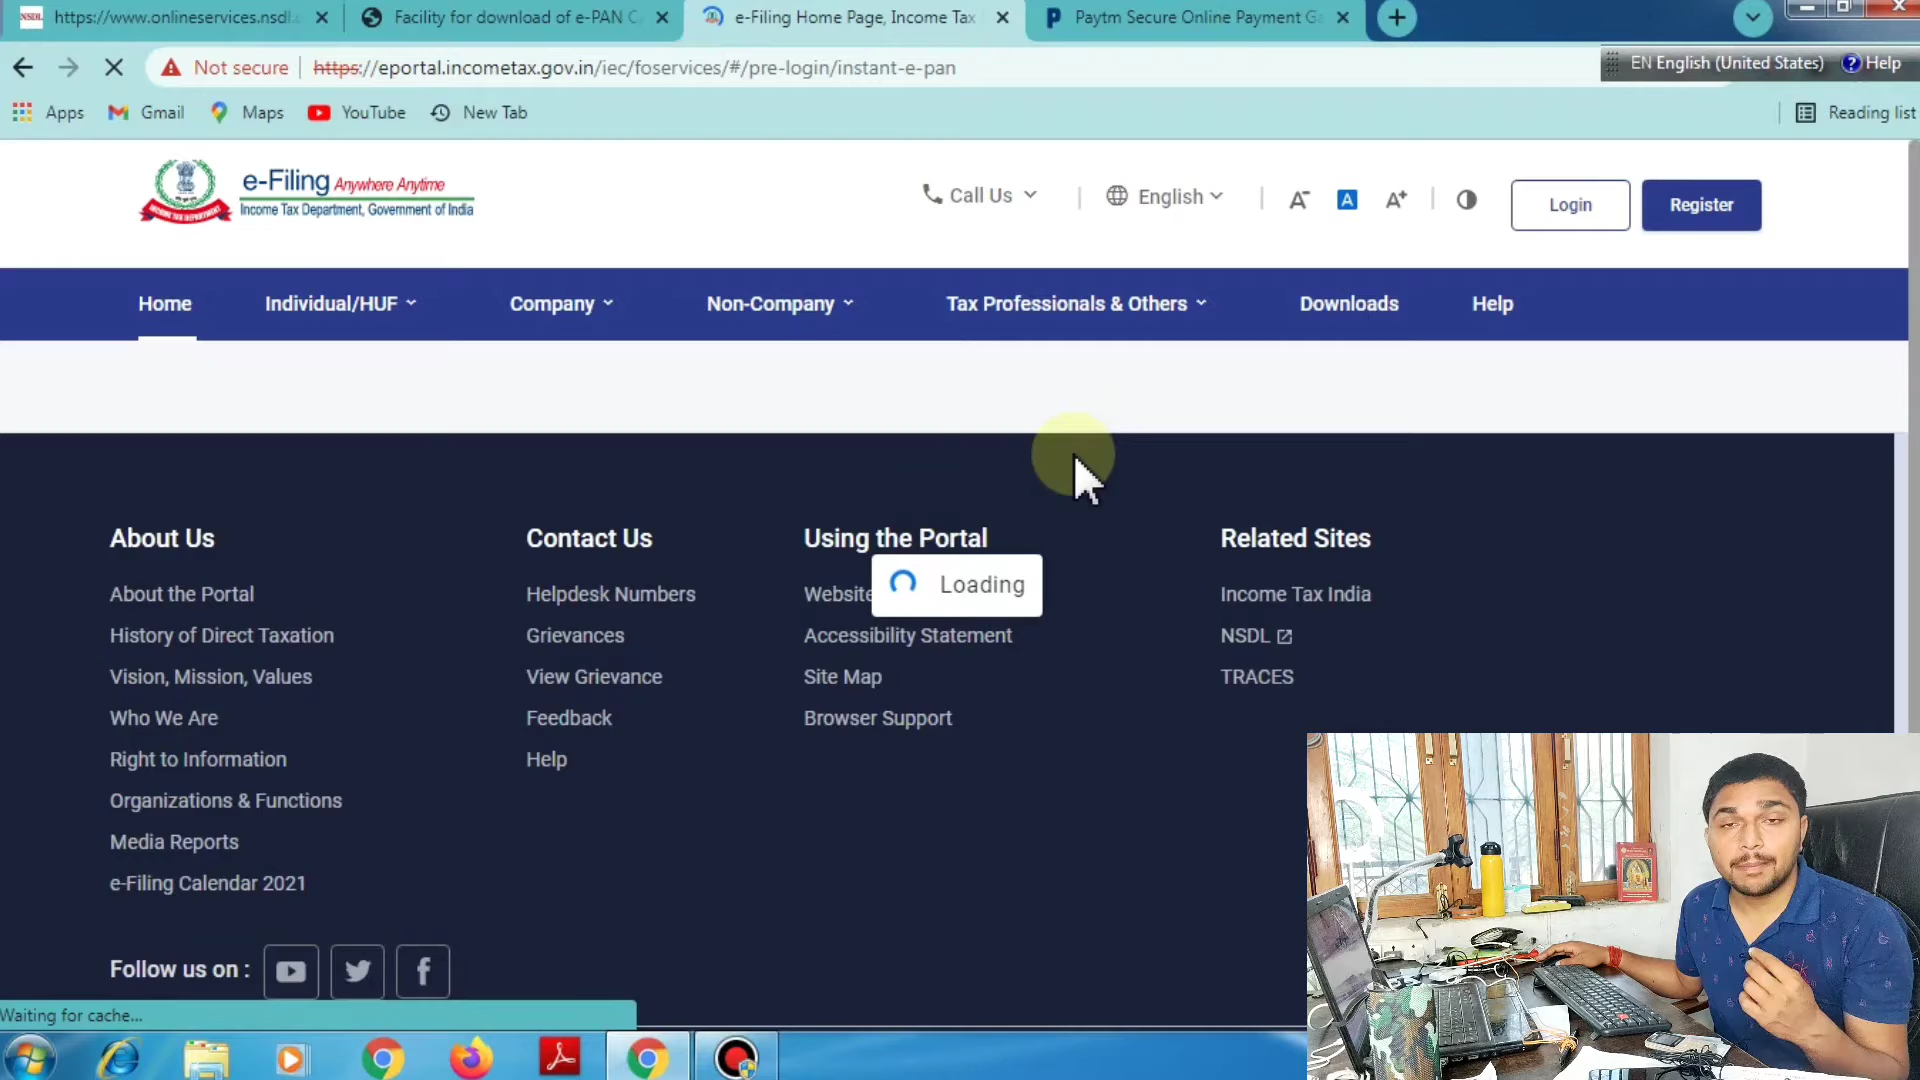 NSDL https://www.onlineservices.nsdl.c
Facility for download of e-PAN C
e-Filing Home Page, Income Tax
Paytm Secure Online Payment Ga
Not secure https://eportal.incometax.gov.in/iec/foservices/#/pre-login/instant-e-pan
EN English (United States) Help
Apps Gmail Maps YouTube New Tab Reading list
e-Filing Anywhere Anytime
Income Tax Department, Government of India
INCOME TAX DEPARTMENT
Call Us English A- A A+ Login Register
Home Individual/HUF Company Non-Company Tax Professionals & Others Downloads Help
About Us
About the Portal
History of Direct Taxation
Vision, Mission, Values
Who We Are
Right to Information
Organizations & Functions
Media Reports
e-Filing Calendar 2021
Contact Us
Helpdesk Numbers
Grievances
View Grievance
Feedback
Help
Using the Portal
Website
Loading
Accessibility Statement
Site Map
Browser Support
Related Sites
Income Tax India
NSDL
TRACES
Follow us on :
Waiting for cache...